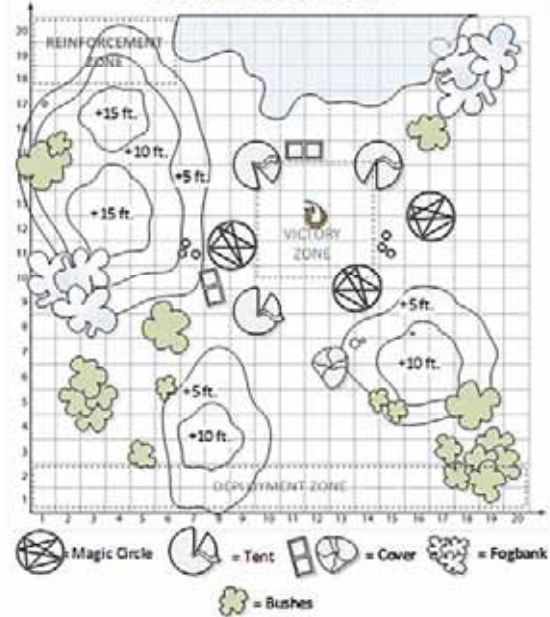 20
19
REINFORCEMENT
ZONE
18
17
+15 ft.
16
+10 ft.
15
14
+5 ft.
13
+15 ft.
12
VICTORY
ZONE
11
10
9
8
+5 ft.
7
+10 ft.
6
5
+5 ft.
4
+10 ft.
3
2
DEPLOYMENT ZONE
1
1 2 3 4 5 6 7 8 9 10 11 12 13 14 15 16 17 18 19 20
= Magic Circle = Tent = Cover = Fogbank
= Bushes